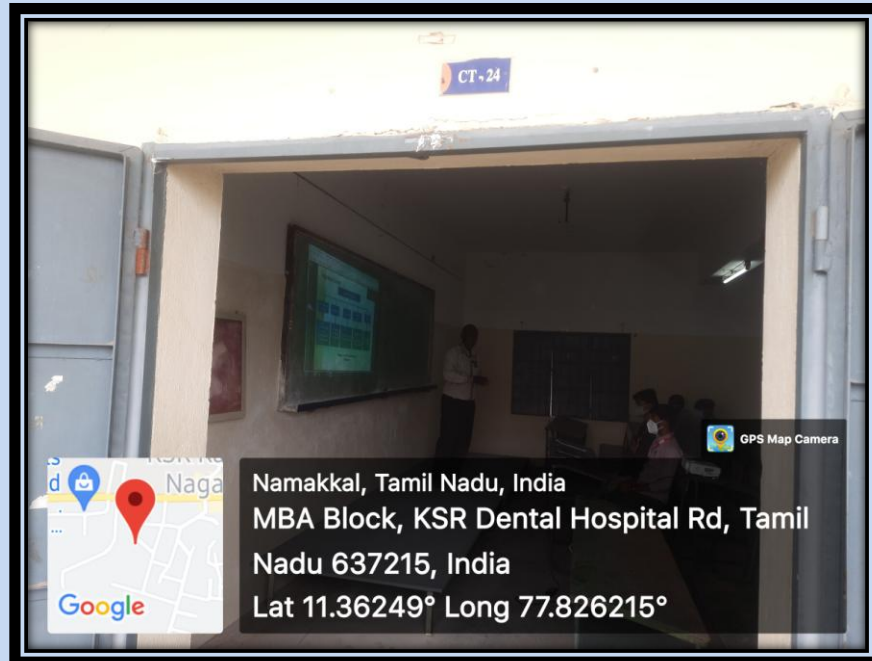 CT-24
GPS Map Camera
Naga
d
Google
Namakkal, Tamil Nadu, India
MBA Block, KSR Dental Hospital Rd, Tamil
Nadu 637215, India
Lat 11.36249° Long 77.826215°